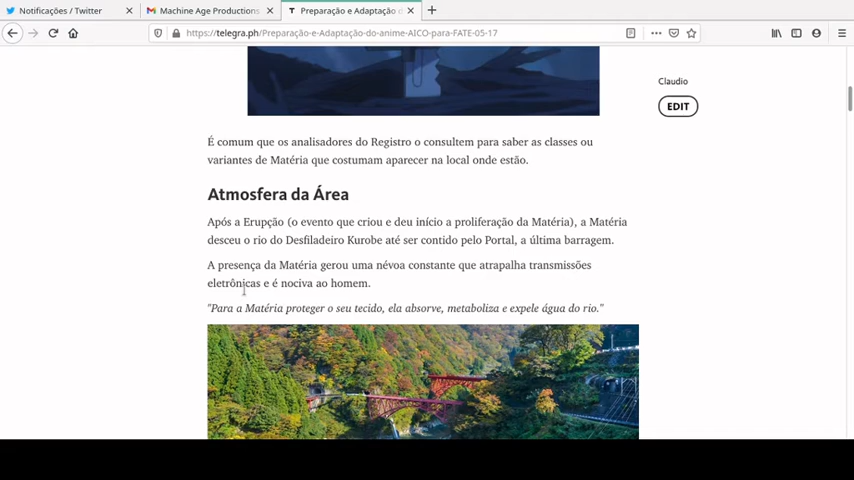 Notificações / Twitter
Machine Age Productions
Preparação e Adaptação d
https://telegra.ph/Preparação-e-Adaptação-do-anime-AICO-para-FATE-05-17
Claudio
EDIT
É comum que os analisadores do Registro o consultem para saber as classes ou
variantes de Matéria que costumam aparecer na local onde estão.
Atmosfera da Área
Após a Erupção (o evento que criou e deu início a proliferação da Matéria), a Matéria
desceu o rio do Desfiladeiro Kurobe até ser contido pelo Portal, a última barragem.
A presença da Matéria gerou uma névoa constante que atrapalha transmissões
eletrônicas e é nociva ao homem.
"Para a Matéria proteger o seu tecido, ela absorve, metaboliza e expele água do rio."